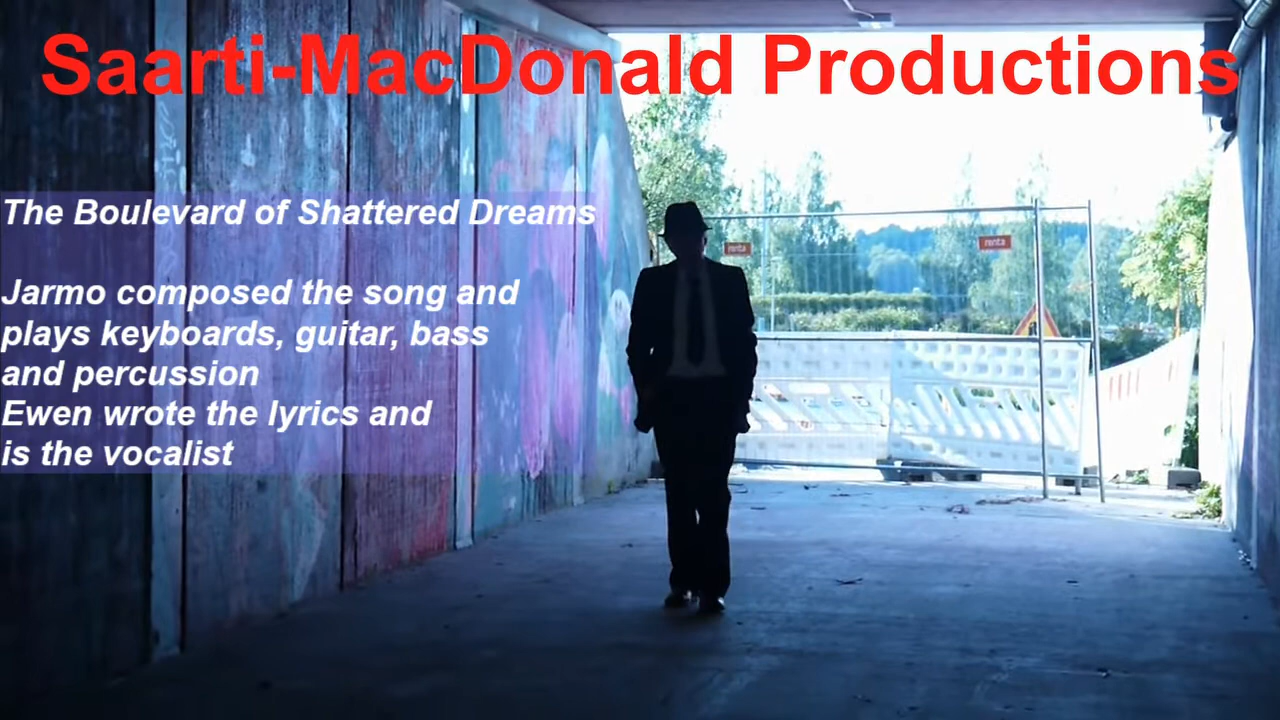 Saarti-MacDonald Productions
The Boulevard of Shattered Dreams
Jarmo composed the song and
plays keyboards, guitar, bass
and percussion
Ewen wrote the lyrics and
is the vocalist
renta
renta